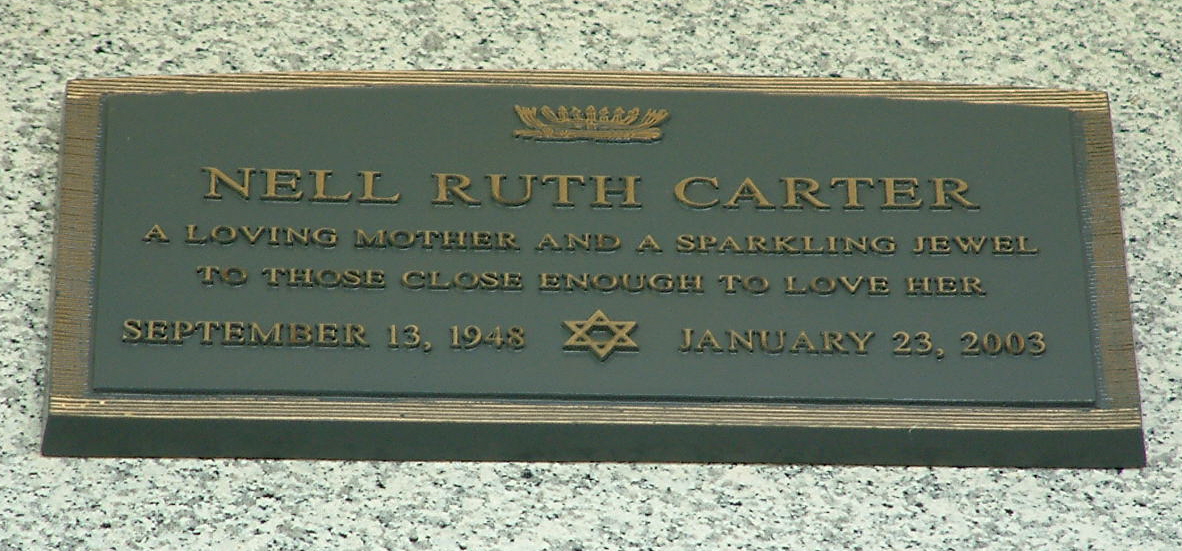 NELL RUTH CARTER
A LOVING MOTHER AND A SPARKLING JEWEL
TO THOSE CLOSE ENOUGH TO LOVE HER
SEPTEMBER 13, 1948 JANUARY 23, 2003